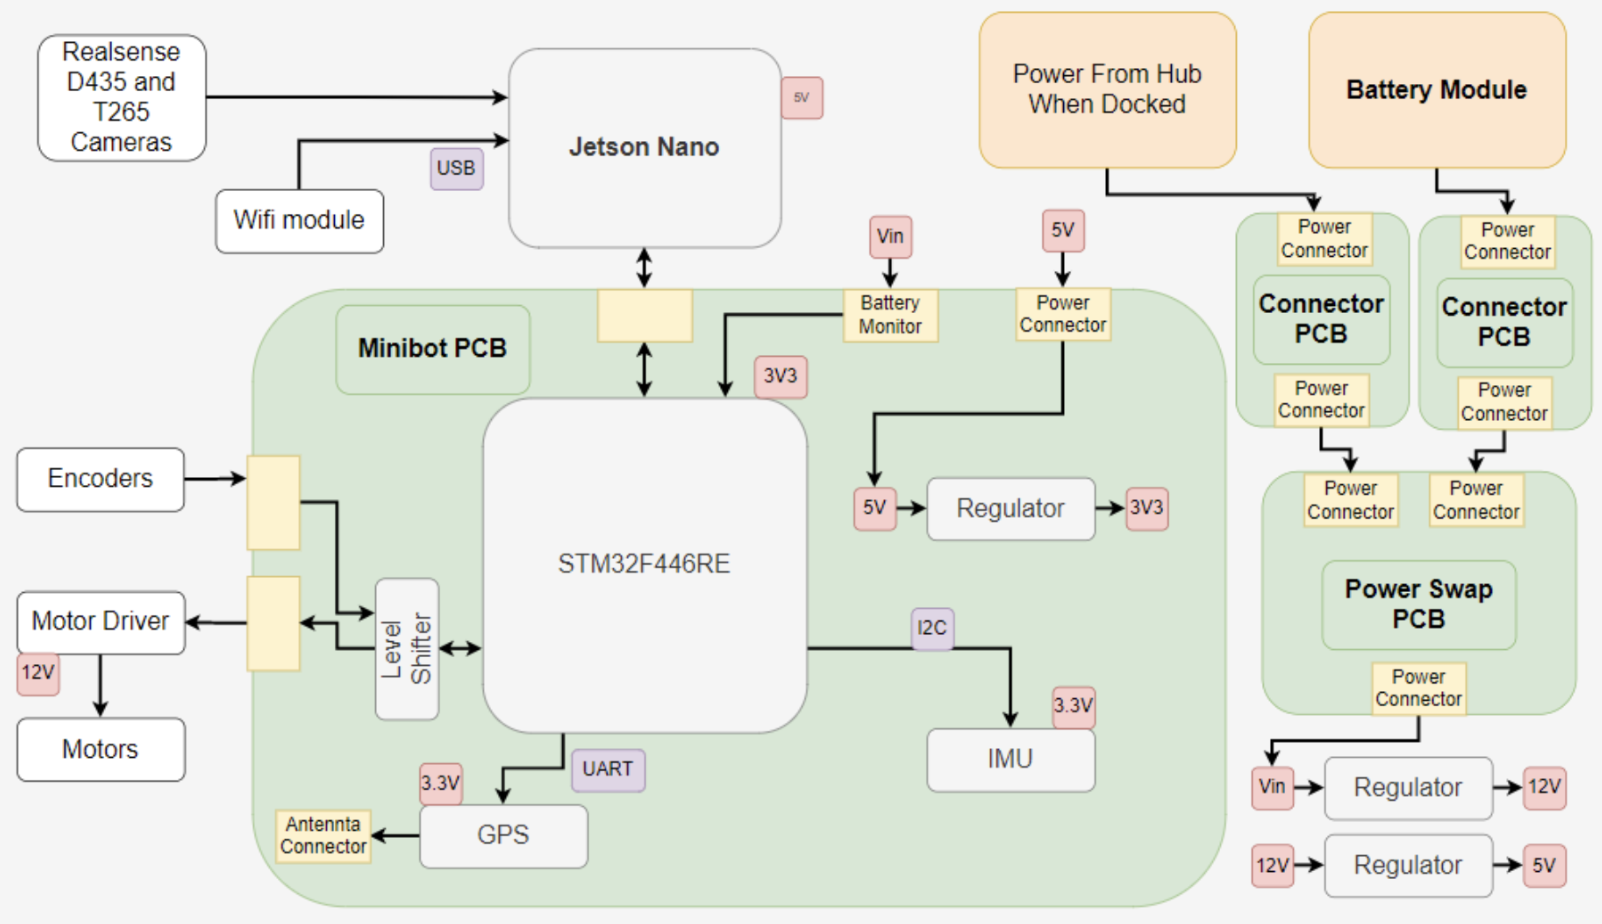 Realsense
D435 and
T265
Cameras
Wifi module
USB
Jetson Nano
5V
Power From Hub
When Docked
Battery Module
Power
Connector
Connector
PCB
Power
Connector
Power
Connector
Connector
PCB
Power
Connector
Vin
5V
Minibot PCB
Battery
Monitor
Power
Connector
3V3
Encoders
STM32F446RE
5V
Regulator
3V3
Motor Driver
12V
Motors
Level
Shifter
I2C
3.3V
IMU
UART
3.3V
GPS
Antennta
Connector
Power
Connector
Power
Connector
Power Swap
PCB
Power
Connector
Vin
Regulator
12V
12V
Regulator
5V